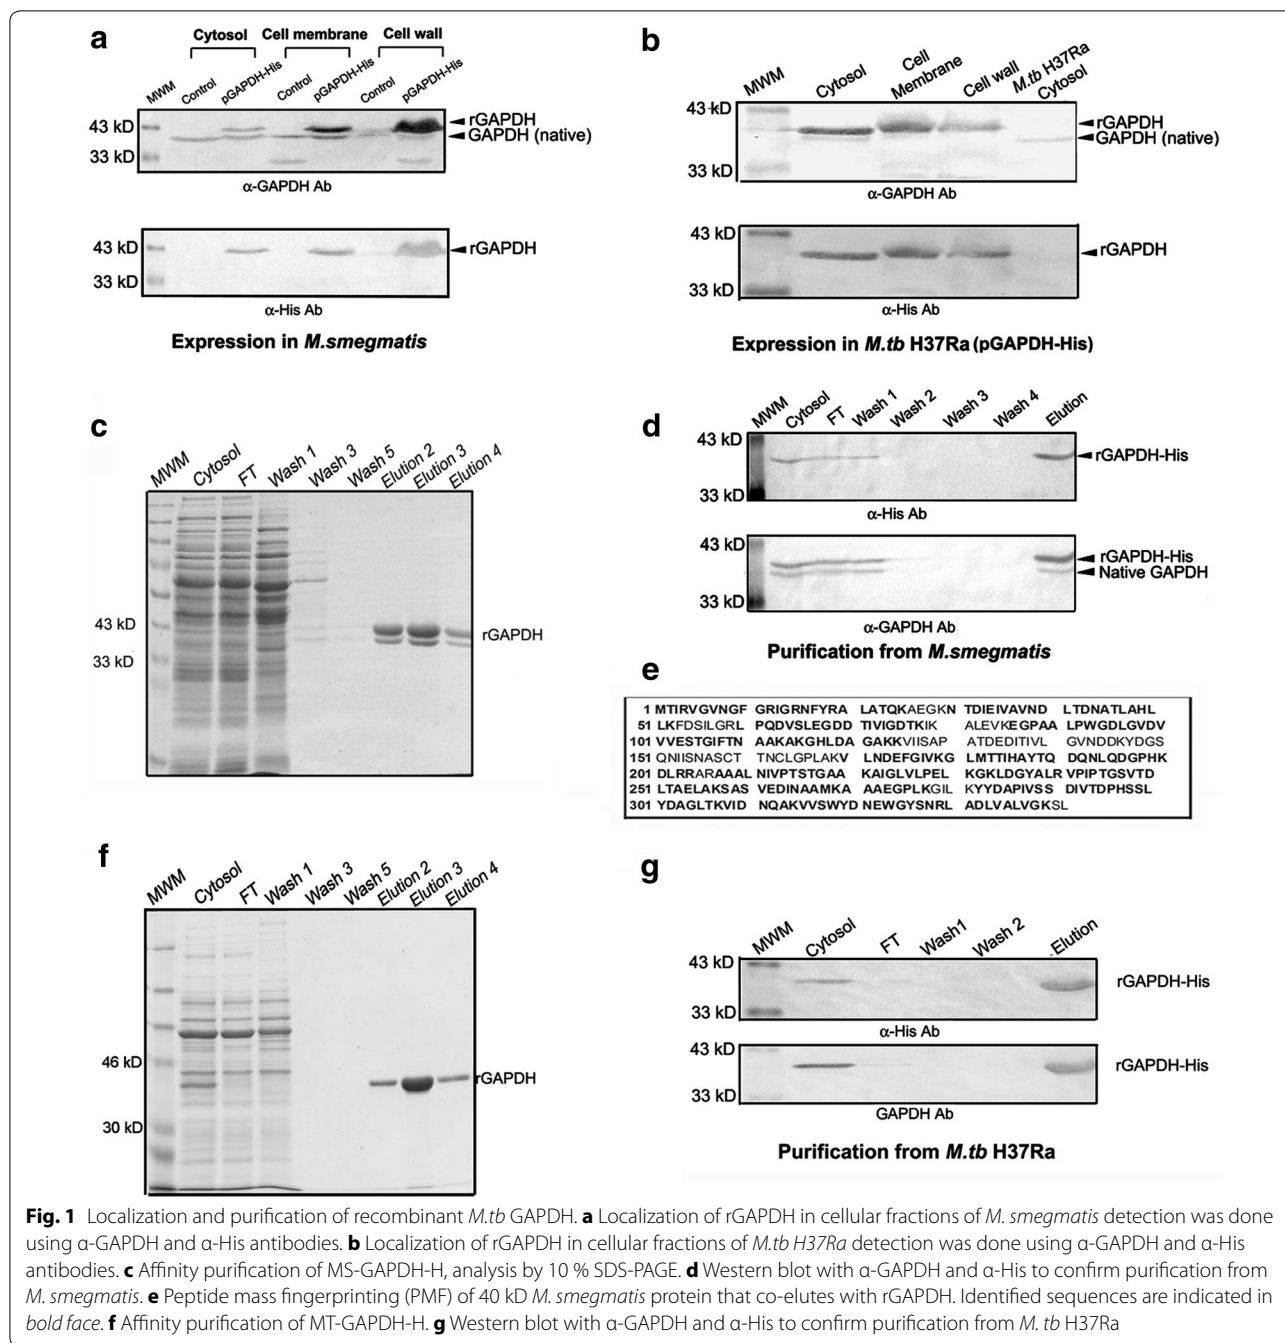 a
Cytosol Cell membrane Cell wall
MWM Control pGAPDH-His Control pGAPDH-His Control pGAPDH-His
43 kD
33 kD
rGAPDH
GAPDH (native)
α-GAPDH Ab
43 kD
33 kD
rGAPDH
α-His Ab
Expression in M.smegmatis
b
MWM Cytosol Cell Membrane Cell wall M.tb H37Ra Cytosol
43 kD
33 kD
rGAPDH
GAPDH (native)
α-GAPDH Ab
43 kD
33 kD
rGAPDH
α-His Ab
Expression in M.tb H37Ra (pGAPDH-His)
c
MWM Cytosol FT Wash 1 Wash 3 Wash 5 Elution 2 Elution 3 Elution 4
43 kD
33 kD
rGAPDH
d
MWM Cytosol FT Wash 1 Wash 2 Wash 3 Wash 4 Elution
43 kD
33 kD
rGAPDH-His
α-His Ab
43 kD
33 kD
rGAPDH-His
Native GAPDH
α-GAPDH Ab
Purification from M.smegmatis
e
1 MTIRVGVNGF GRIGRNFYRA LATQKAEGKN TDIEIVAVND LTDNATLAHL
51 LKFDSILGRL PQDVSLEGDD TIVIGDTKIK ALEVKEGPAA LPWGDLGVDV
101 VVESTGIFTN AAKAKGHLDA GAKKVIISAP ATDEDITIVL GVNDDKYDGS
151 QNIISNASCT TNCLGPLAKV LNDEFGIVKG LMTTIHAYTQ DQNLQDGPHK
201 DLRRARAAAL NIVPTSTGAA KAIGLVLPEL KGKLDGYALR VPIPTGSVTD
251 LTAELAKSAS VEDINAAMKA AAEGPLKGIL KYYDAPIVSS DIVTDPHSSL
301 YDAGLTKVID NQAKVVSWYD NEWGYSNRLA DLVALVGKSL
f
MWM Cytosol FT Wash 1 Wash 3 Wash 5 Elution 2 Elution 3 Elution 4
46 kD
30 kD
rGAPDH
g
MWM Cytosol FT Wash1 Wash 2 Elution
43 kD
33 kD
rGAPDH-His
α-His Ab
43 kD
33 kD
rGAPDH-His
GAPDH Ab
Purification from M.tb H37Ra
Fig. 1 Localization and purification of recombinant M.tb GAPDH. a Localization of rGAPDH in cellular fractions of M. smegmatis detection was done
using α-GAPDH and α-His antibodies. b Localization of rGAPDH in cellular fractions of M.tb H37Ra detection was done using α-GAPDH and α-His
antibodies. c Affinity purification of MS-GAPDH-H, analysis by 10 % SDS-PAGE. d Western blot with α-GAPDH and α-His to confirm purification from
M. smegmatis. e Peptide mass fingerprinting (PMF) of 40 kD M. smegmatis protein that co-elutes with rGAPDH. Identified sequences are indicated in
bold face. f Affinity purification of MT-GAPDH-H. g Western blot with α-GAPDH and α-His to confirm purification from M. tb H37Ra